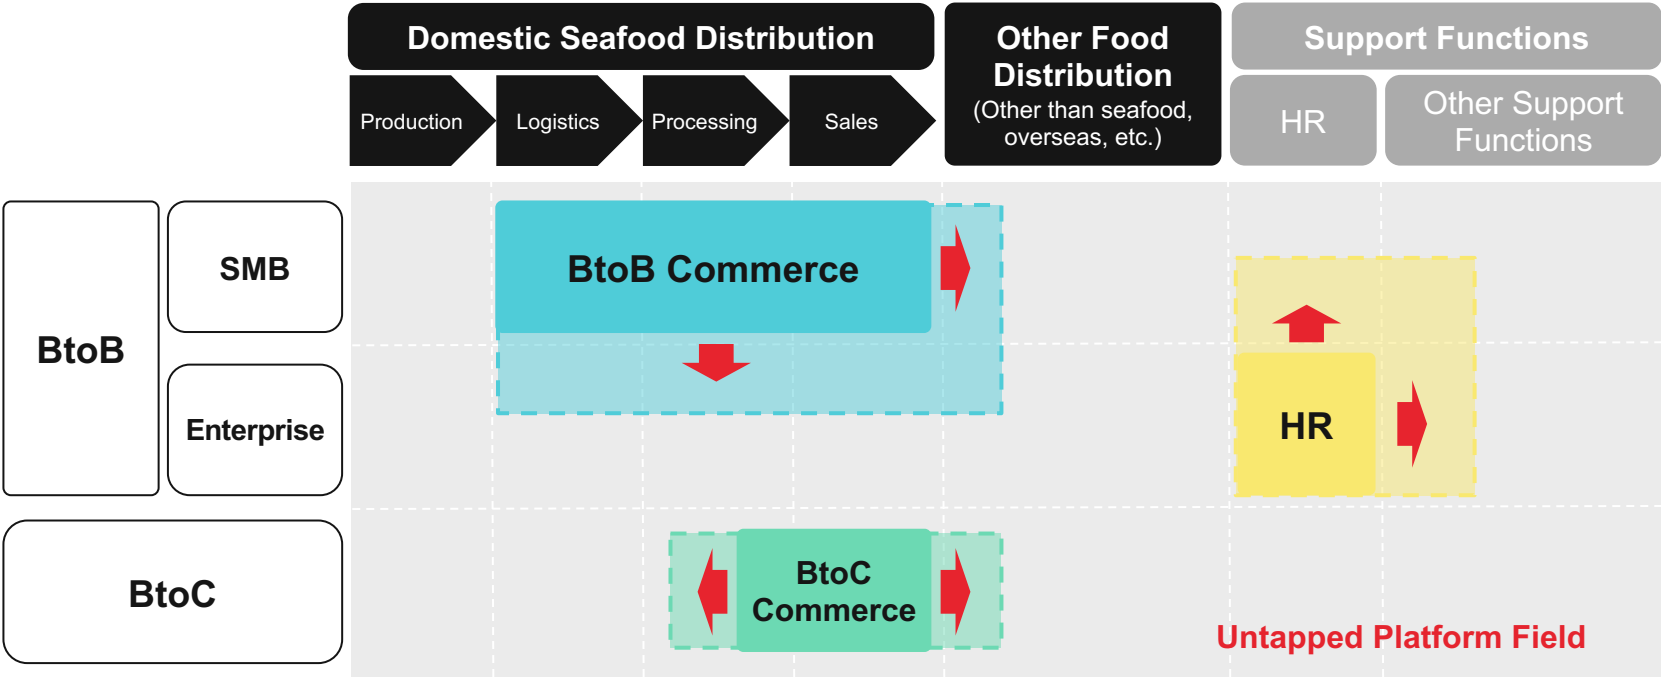 Domestic Seafood Distribution
Production
Logistics
Processing
Sales
Other Food
Distribution
(Other than seafood,
overseas, etc.)
Support Functions
HR
Other Support
Functions
BtoB
SMB
Enterprise
BtoC
BtoB Commerce
HR
BtoC
Commerce
Untapped Platform Field